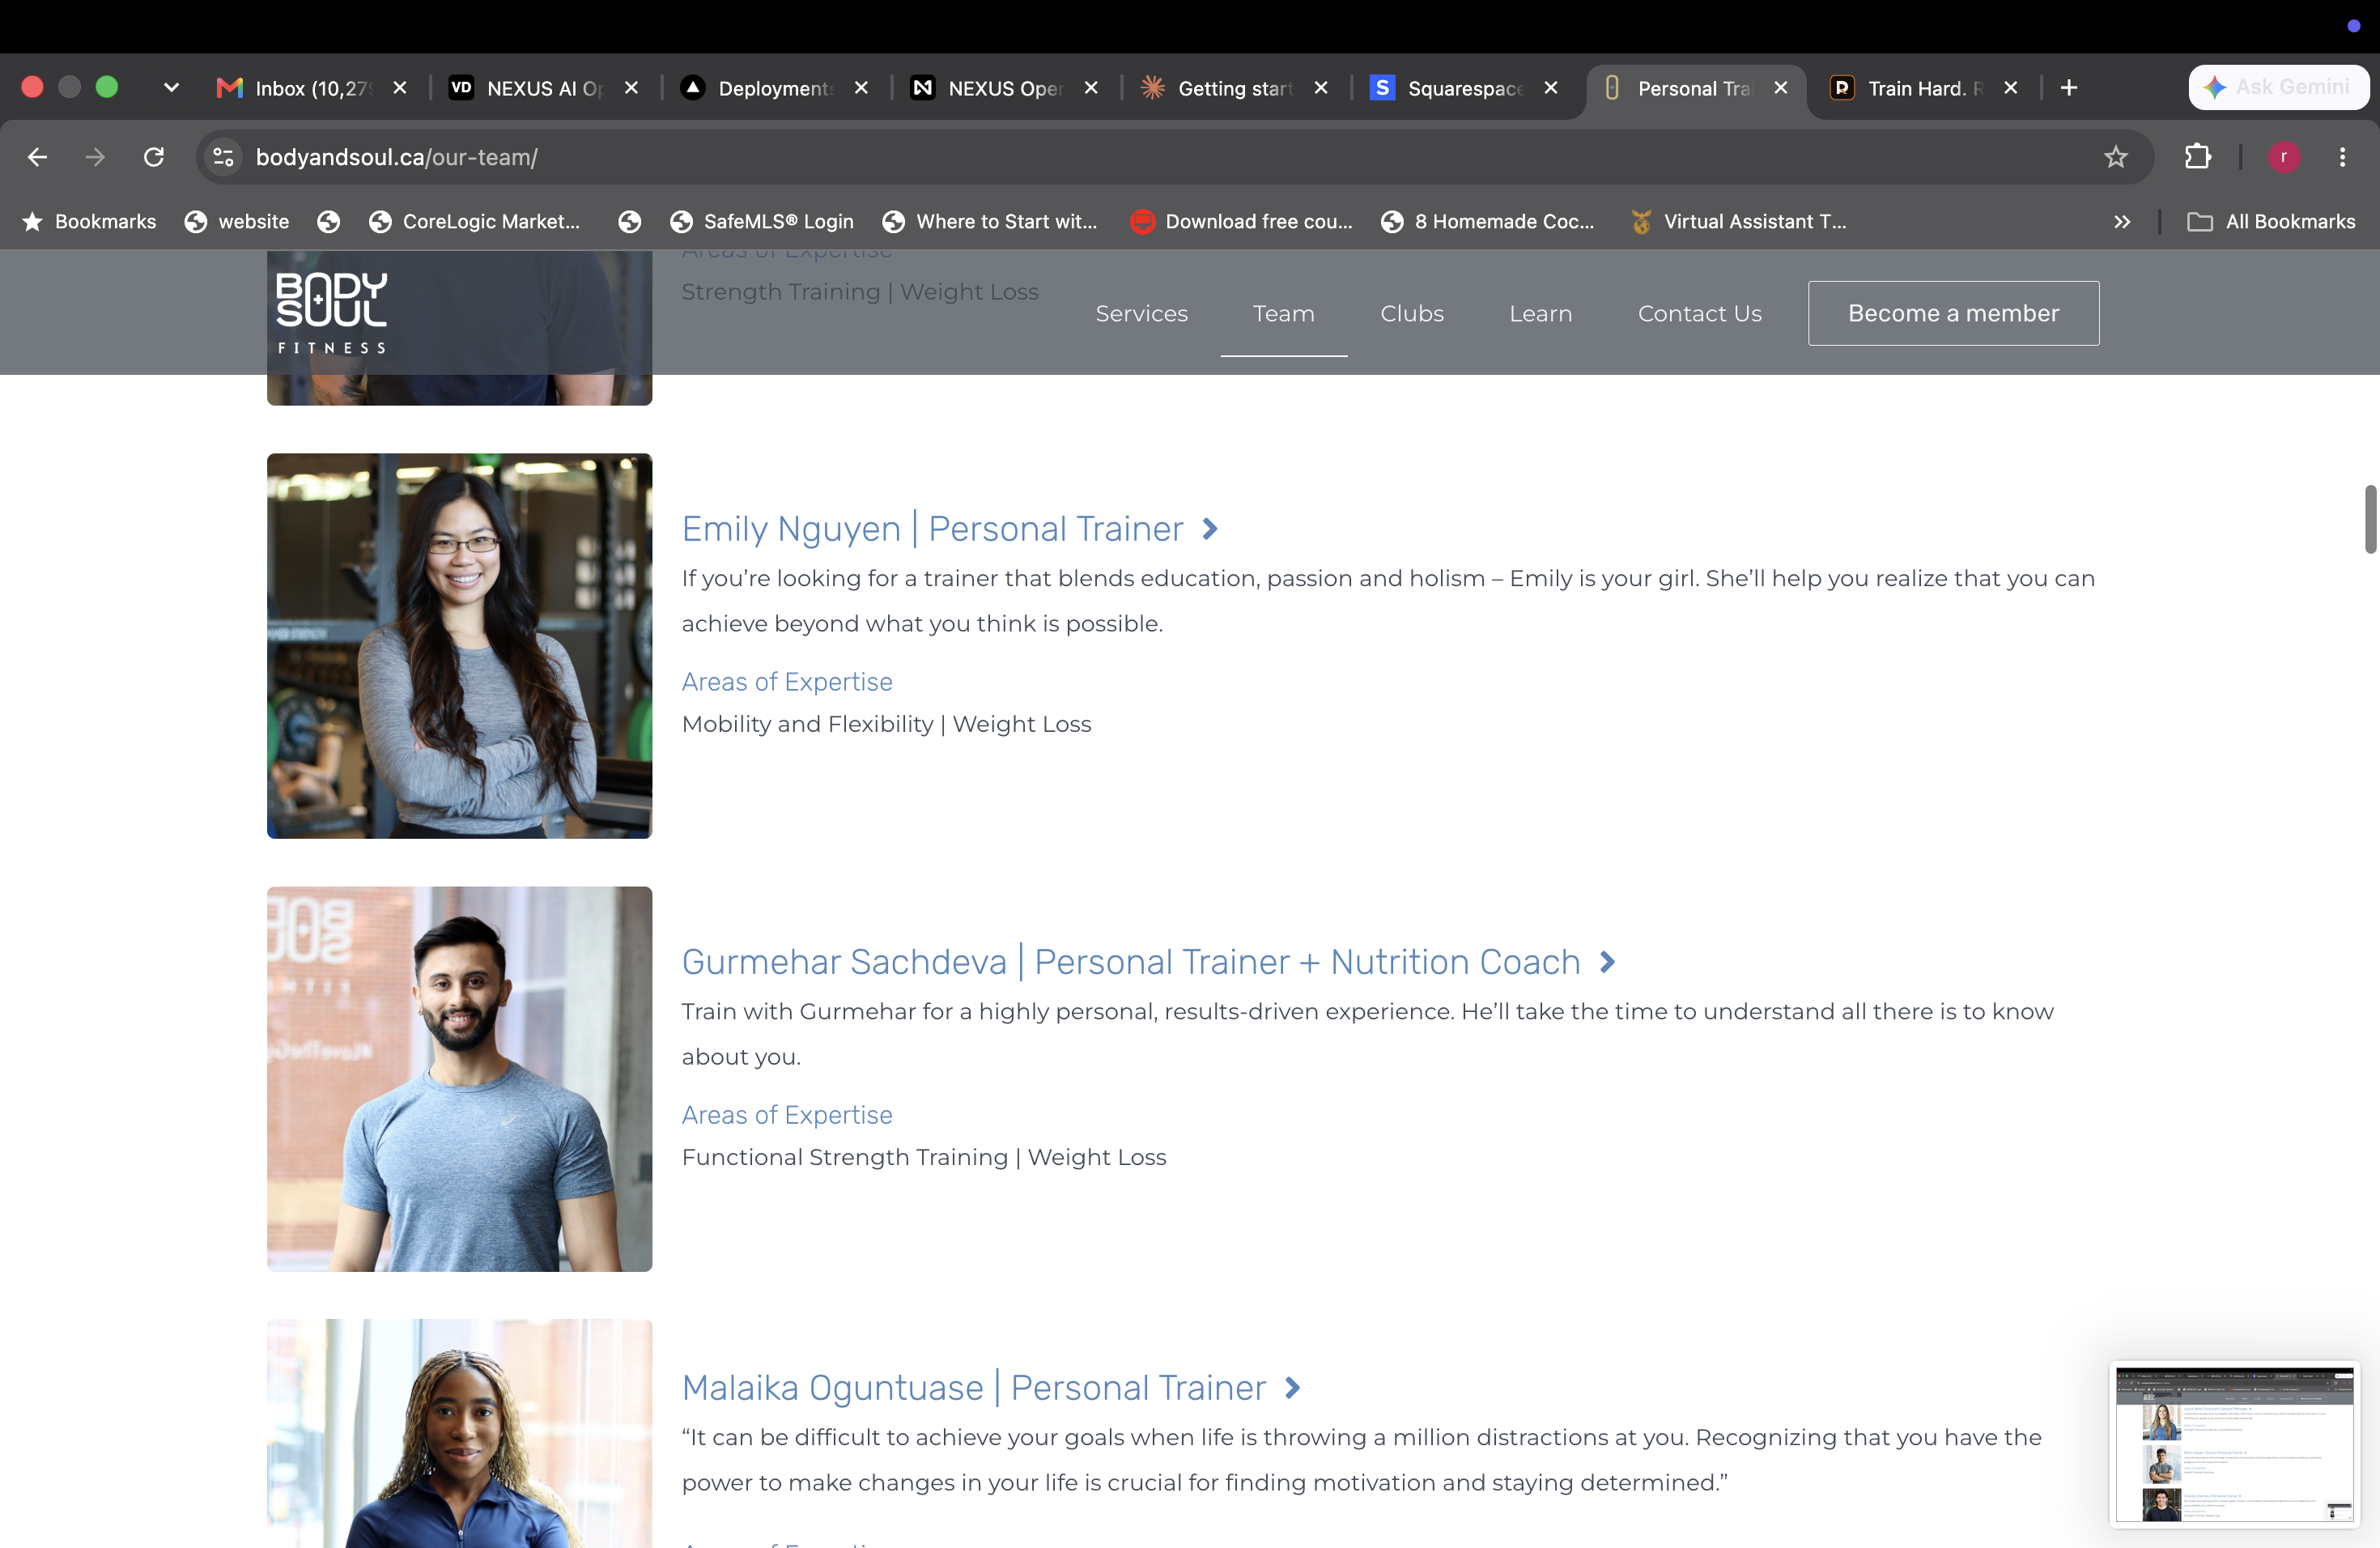 Inbox (10,279
NEXUS AI Op
Deployments
NEXUS Oper
Getting start
Squarespace
Personal Trai
Train Hard. R
Ask Gemini
bodyandsoul.ca/our-team/
Bookmarks
website
CoreLogic Market...
SafeMLS® Login
Where to Start wit...
Download free cou...
8 Homemade Coc...
Virtual Assistant T...
All Bookmarks
Areas of Expertise
Strength Training | Weight Loss
BODY
SOUL
FITNESS
Services
Team
Clubs
Learn
Contact Us
Become a member
Emily Nguyen | Personal Trainer
If you’re looking for a trainer that blends education, passion and holism – Emily is your girl. She’ll help you realize that you can
achieve beyond what you think is possible.
Areas of Expertise
Mobility and Flexibility | Weight Loss
Gurmehar Sachdeva | Personal Trainer + Nutrition Coach
Train with Gurmehar for a highly personal, results-driven experience. He’ll take the time to understand all there is to know
about you.
Areas of Expertise
Functional Strength Training | Weight Loss
Malaika Oguntuase | Personal Trainer
“It can be difficult to achieve your goals when life is throwing a million distractions at you. Recognizing that you have the
power to make changes in your life is crucial for finding motivation and staying determined.”